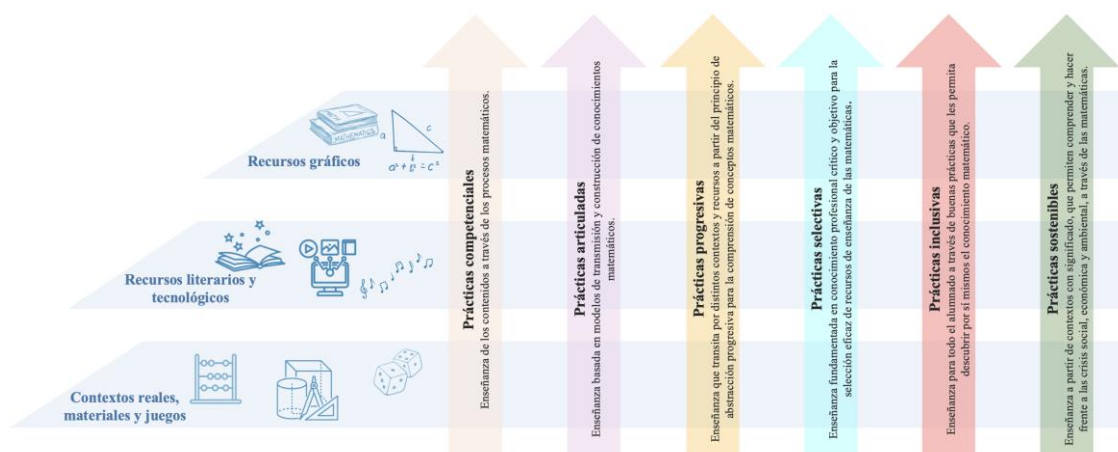 Recursos gráficos
MATHEMATICS
a
c
b
a² + b² = c²
Recursos literarios y
tecnológicos
Contextos reales,
materiales y juegos
Prácticas competenciales
Enseñanza de los contenidos a través de los procesos matemáticos.
Prácticas articuladas
Enseñanza basada en modelos de transmisión y construcción de conocimientos
matemáticos.
Prácticas progresivas
Enseñanza que transita por distintos contextos y recursos a partir del principio de
abstracción progresiva para la comprensión de conceptos matemáticos.
Prácticas selectivas
Enseñanza fundamentada en conocimiento profesional crítico y objetivo para la
selección eficaz de recursos de enseñanza de las matemáticas.
Prácticas inclusivas
Enseñanza para todo el alumnado a través de buenas prácticas que les permita
descubrir por sí mismos el conocimiento matemático.
Prácticas sostenibles
Enseñanza a partir de contextos con significado, que permiten comprender y hacer
frente a las crisis social, económica y ambiental, a través de las matemáticas.